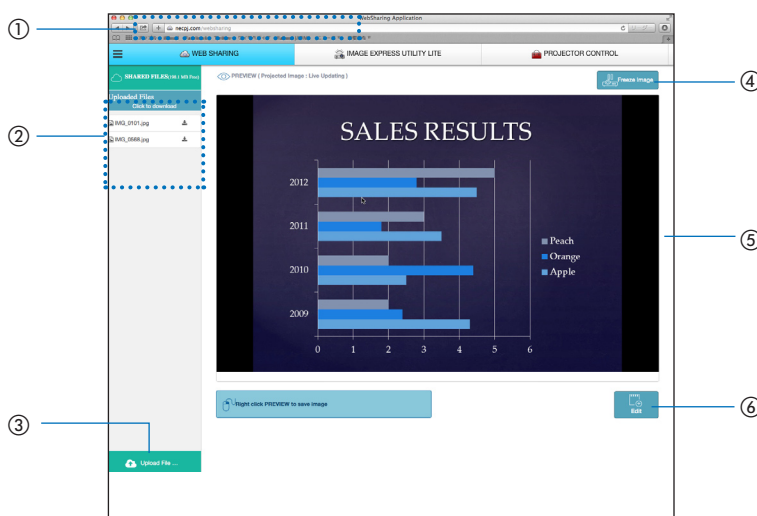 WebSharing Application
① necpj.com/websharing
WEB SHARING IMAGE EXPRESS UTILITY LITE PROJECTOR CONTROL
SHARED FILES
PREVIEW ( Projected Image : Live Updating )
Freeze Image ④
Uploaded Files
Click to download
② IMG_0101.jpg
IMG_0568.jpg
SALES RESULTS
2012
2011
2010
2009
0 1 2 3 4 5 6
Peach
Orange
Apple
⑤
Right click PREVIEW to save image
Edit ⑥
③
Upload File ...